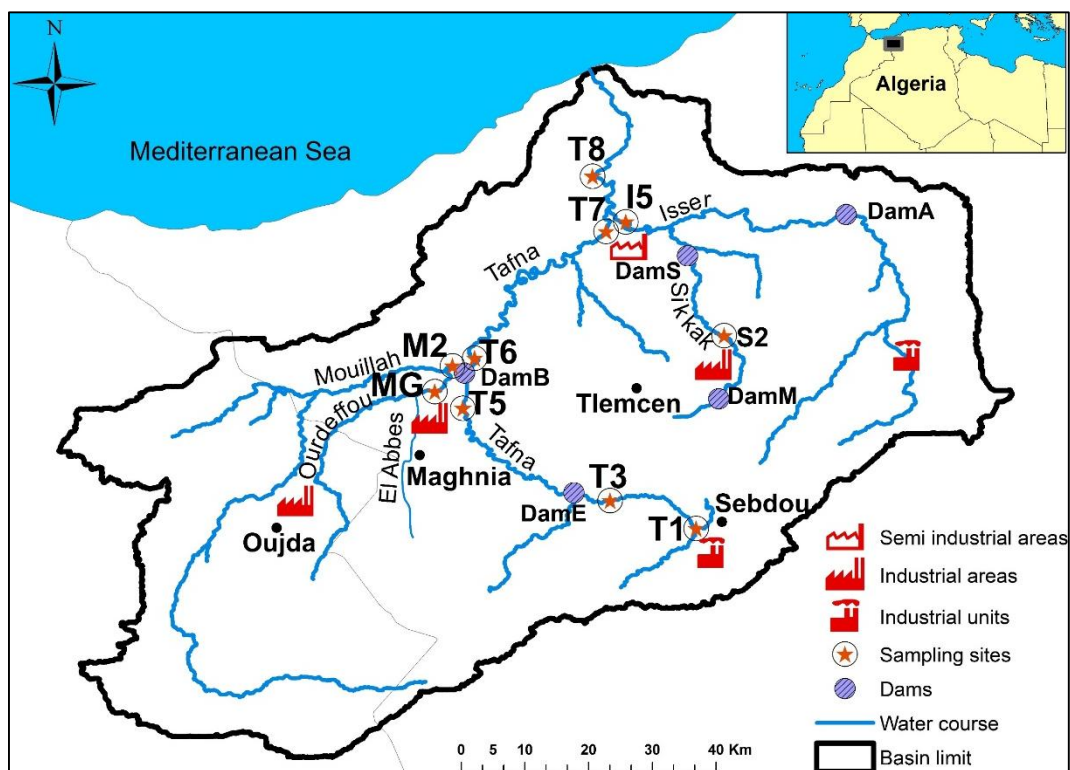 N
Mediterranean Sea
Algeria
T8
I5
T7
Isser
DamA
DamS
Tafna
Sikkak
S2
M2
T6
Mouillah
DamB
MG
T5
Tlemcen
DamM
Ourdeffou
El Abbes
Maghnia
Tafna
T3
DamE
T1
Sebdou
Oujda
Semi industrial areas
Industrial areas
Industrial units
Sampling sites
Dams
Water course
Basin limit
0 5 10 20 30 40 Km